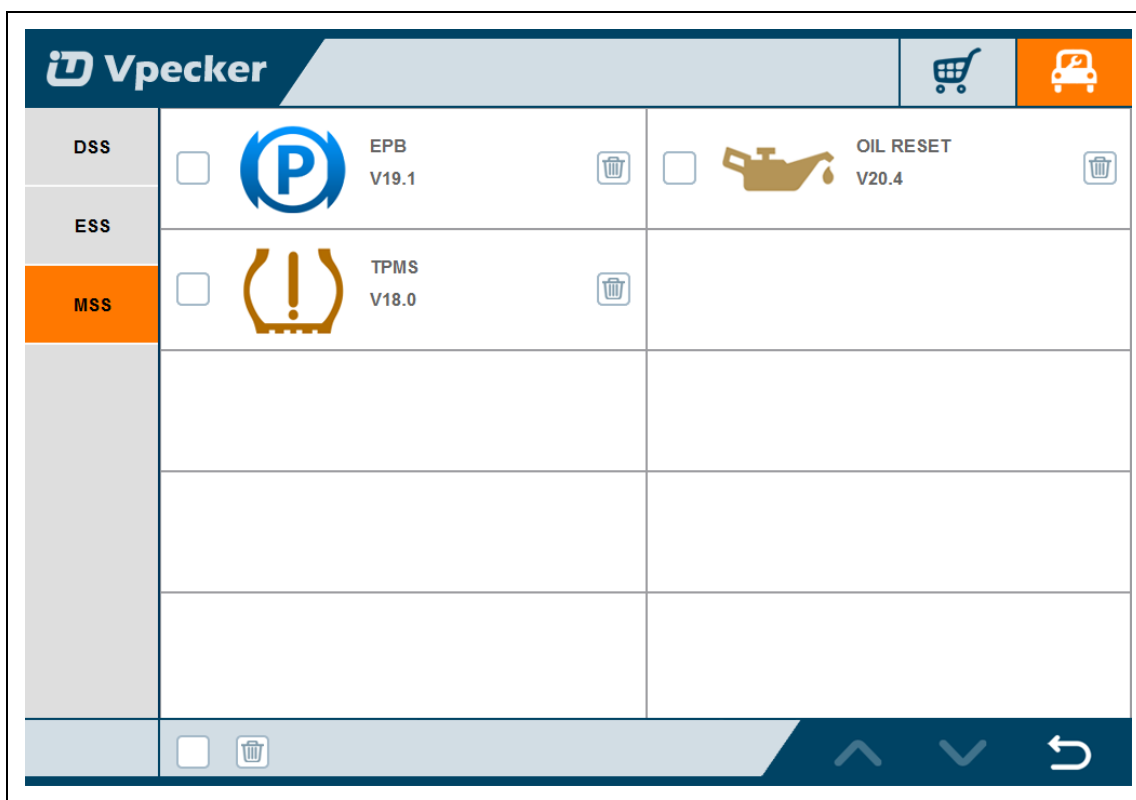 Vpecker
DSS
ESS
MSS
EPB
V19.1
OIL RESET
V20.4
TPMS
V18.0